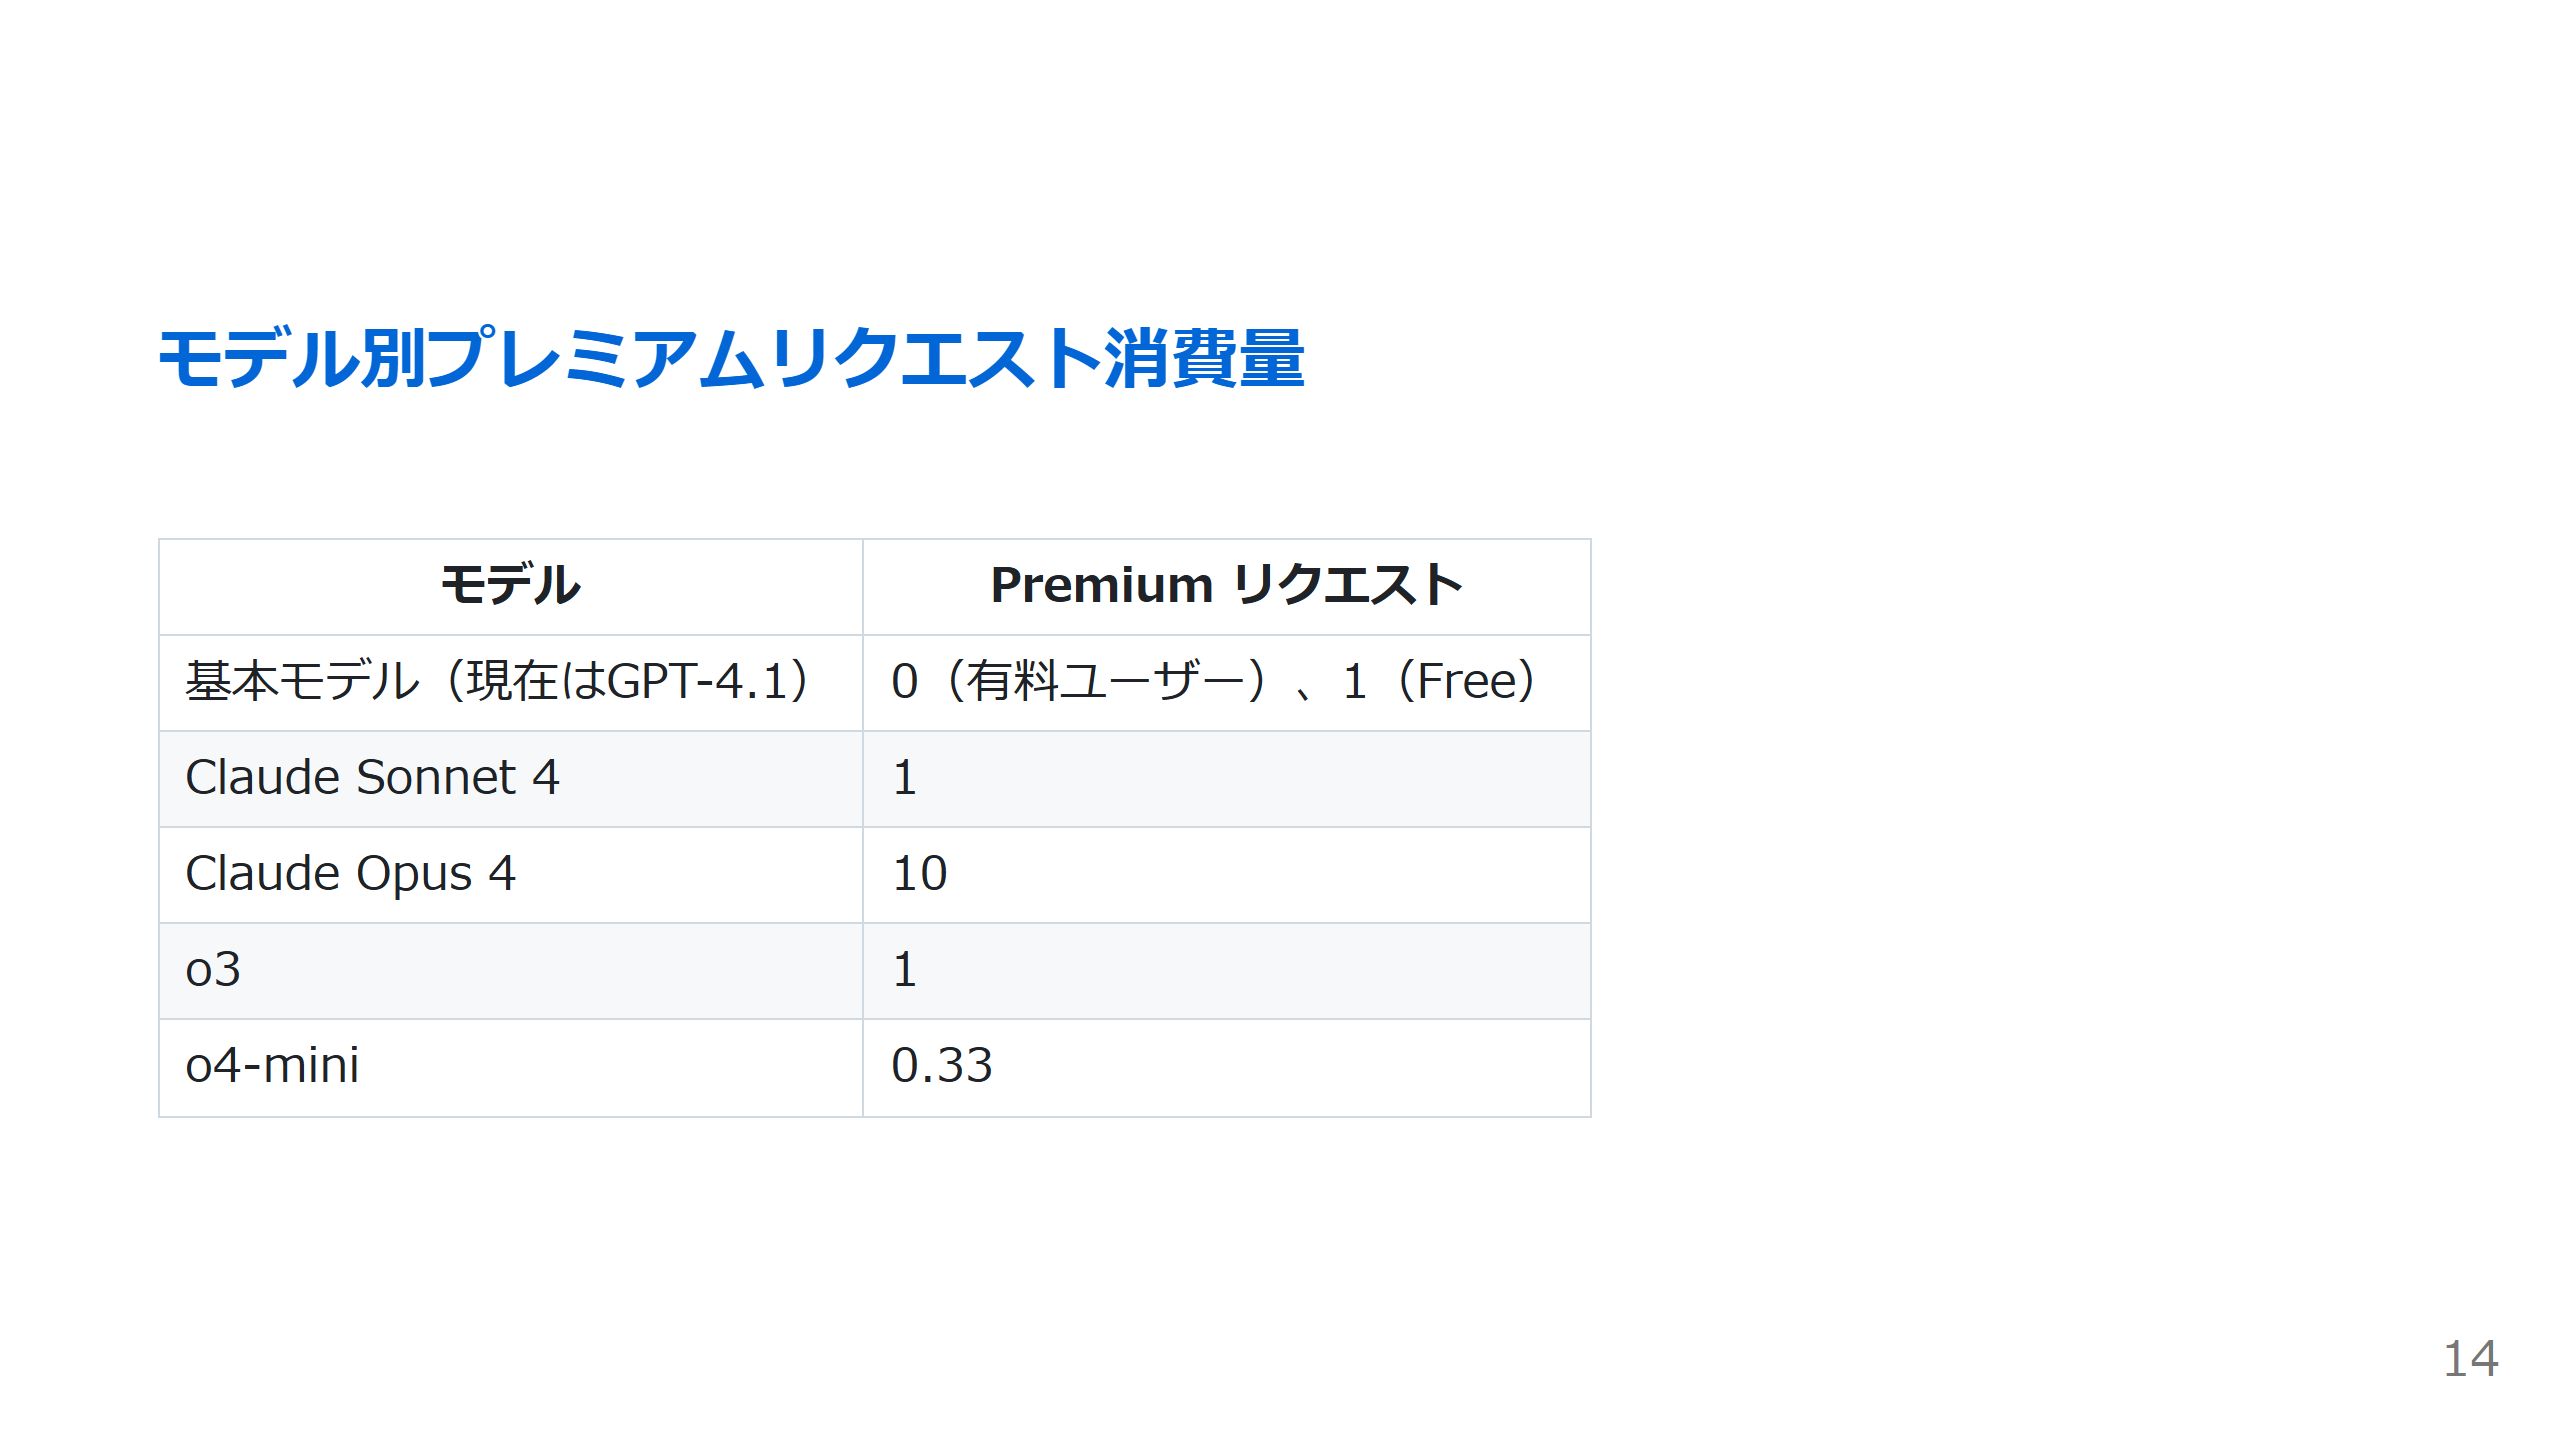 モデル別プレミアムリクエスト消費量
モデル	Premium リクエスト
基本モデル（現在はGPT-4.1）	0（有料ユーザー）、1（Free）
Claude Sonnet 4	1
Claude Opus 4	10
o3	1
o4-mini	0.33
14